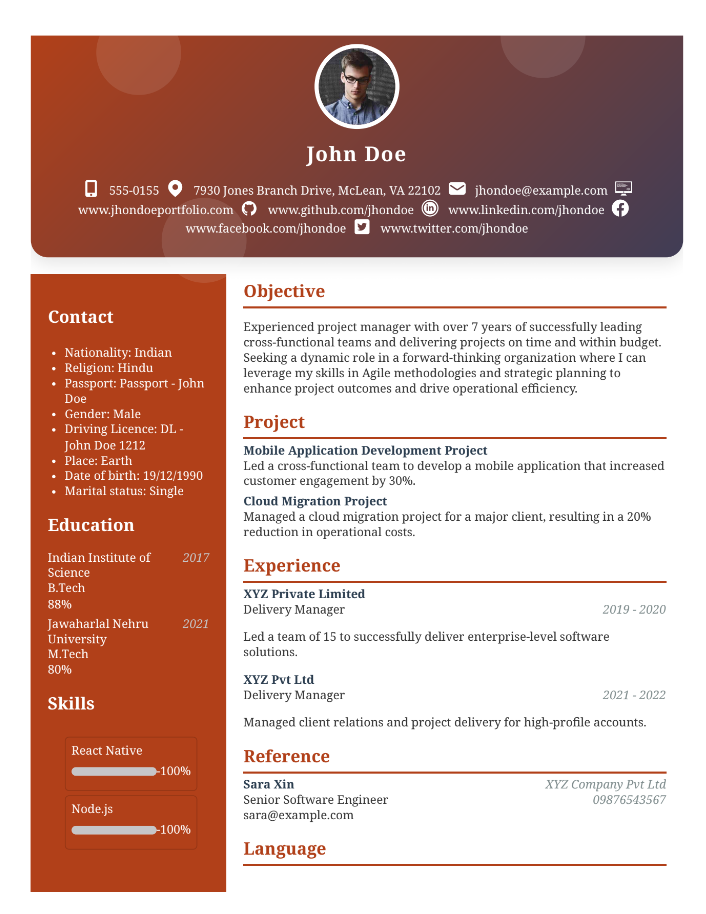 John Doe
555-0155 7930 Jones Branch Drive, McLean, VA 22102 jhondoe@example.com
www.jhondoeportfolio.com www.github.com/jhondoe www.linkedin.com/jhondoe
www.facebook.com/jhondoe www.twitter.com/jhondoe
Contact
• Nationality: Indian
• Religion: Hindu
• Passport: Passport - John
Doe
• Gender: Male
• Driving Licence: DL -
John Doe 1212
• Place: Earth
• Date of birth: 19/12/1990
• Marital status: Single
Education
Indian Institute of 2017
Science
B.Tech
88%
Jawaharlal Nehru 2021
University
M.Tech
80%
Skills
React Native
-100%
Node.js
-100%
Objective
Experienced project manager with over 7 years of successfully leading
cross-functional teams and delivering projects on time and within budget.
Seeking a dynamic role in a forward-thinking organization where I can
leverage my skills in Agile methodologies and strategic planning to
enhance project outcomes and drive operational efficiency.
Project
Mobile Application Development Project
Led a cross-functional team to develop a mobile application that increased
customer engagement by 30%.
Cloud Migration Project
Managed a cloud migration project for a major client, resulting in a 20%
reduction in operational costs.
Experience
XYZ Private Limited
Delivery Manager 2019 - 2020
Led a team of 15 to successfully deliver enterprise-level software
solutions.
XYZ Pvt Ltd
Delivery Manager 2021 - 2022
Managed client relations and project delivery for high-profile accounts.
Reference
Sara Xin XYZ Company Pvt Ltd
Senior Software Engineer 09876543567
sara@example.com
Language